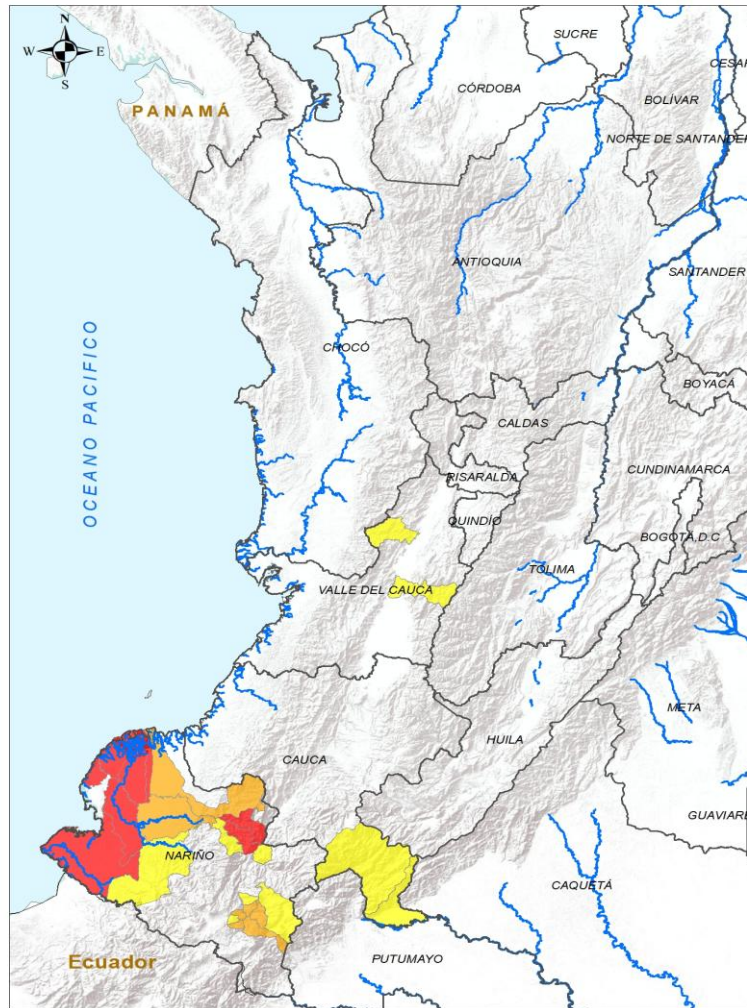 N
W E
S
SUCRE
CESAR
CÓRDOBA
BOLÍVAR
PANAMÁ
NORTE DE SANTANDER
ANTIOQUIA
SANTANDER
OCEANO PACIFICO
CHOCÓ
BOYACÁ
CALDAS
CUNDINAMARCA
RISARALDA
QUINDÍO
BOGOTÁ,D.C
TOLIMA
VALLE DEL CAUCA
META
HUILA
CAUCA
GUAVIARE
NARIÑO
CAQUETÁ
Ecuador
PUTUMAYO